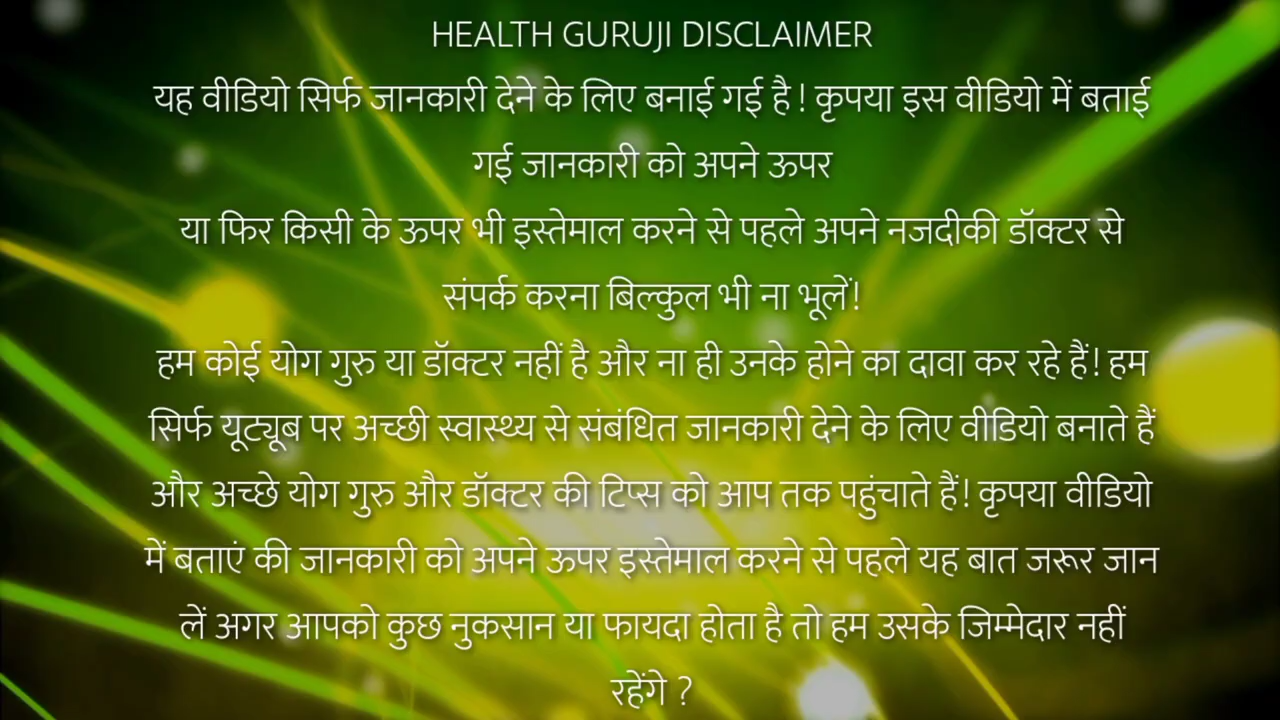 HEALTH GURUJI DISCLAIMER
यह वीडियो सिर्फ जानकारी देने के लिए बनाई गई है ! कृपया इस वीडियो में बताई
गई जानकारी को अपने ऊपर
या फिर किसी के ऊपर भी इस्तेमाल करने से पहले अपने नजदीकी डॉक्टर से
संपर्क करना बिल्कुल भी ना भूलें!
हम कोई योग गुरु या डॉक्टर नहीं है और ना ही उनके होने का दावा कर रहे हैं! हम
सिर्फ यूट्यूब पर अच्छी स्वास्थ्य से संबंधित जानकारी देने के लिए वीडियो बनाते हैं
और अच्छे योग गुरु और डॉक्टर की टिप्स को आप तक पहुंचाते हैं! कृपया वीडियो
में बताएं की जानकारी को अपने ऊपर इस्तेमाल करने से पहले यह बात जरूर जान
लें अगर आपको कुछ नुकसान या फायदा होता है तो हम उसके जिम्मेदार नहीं
रहेंगे ?